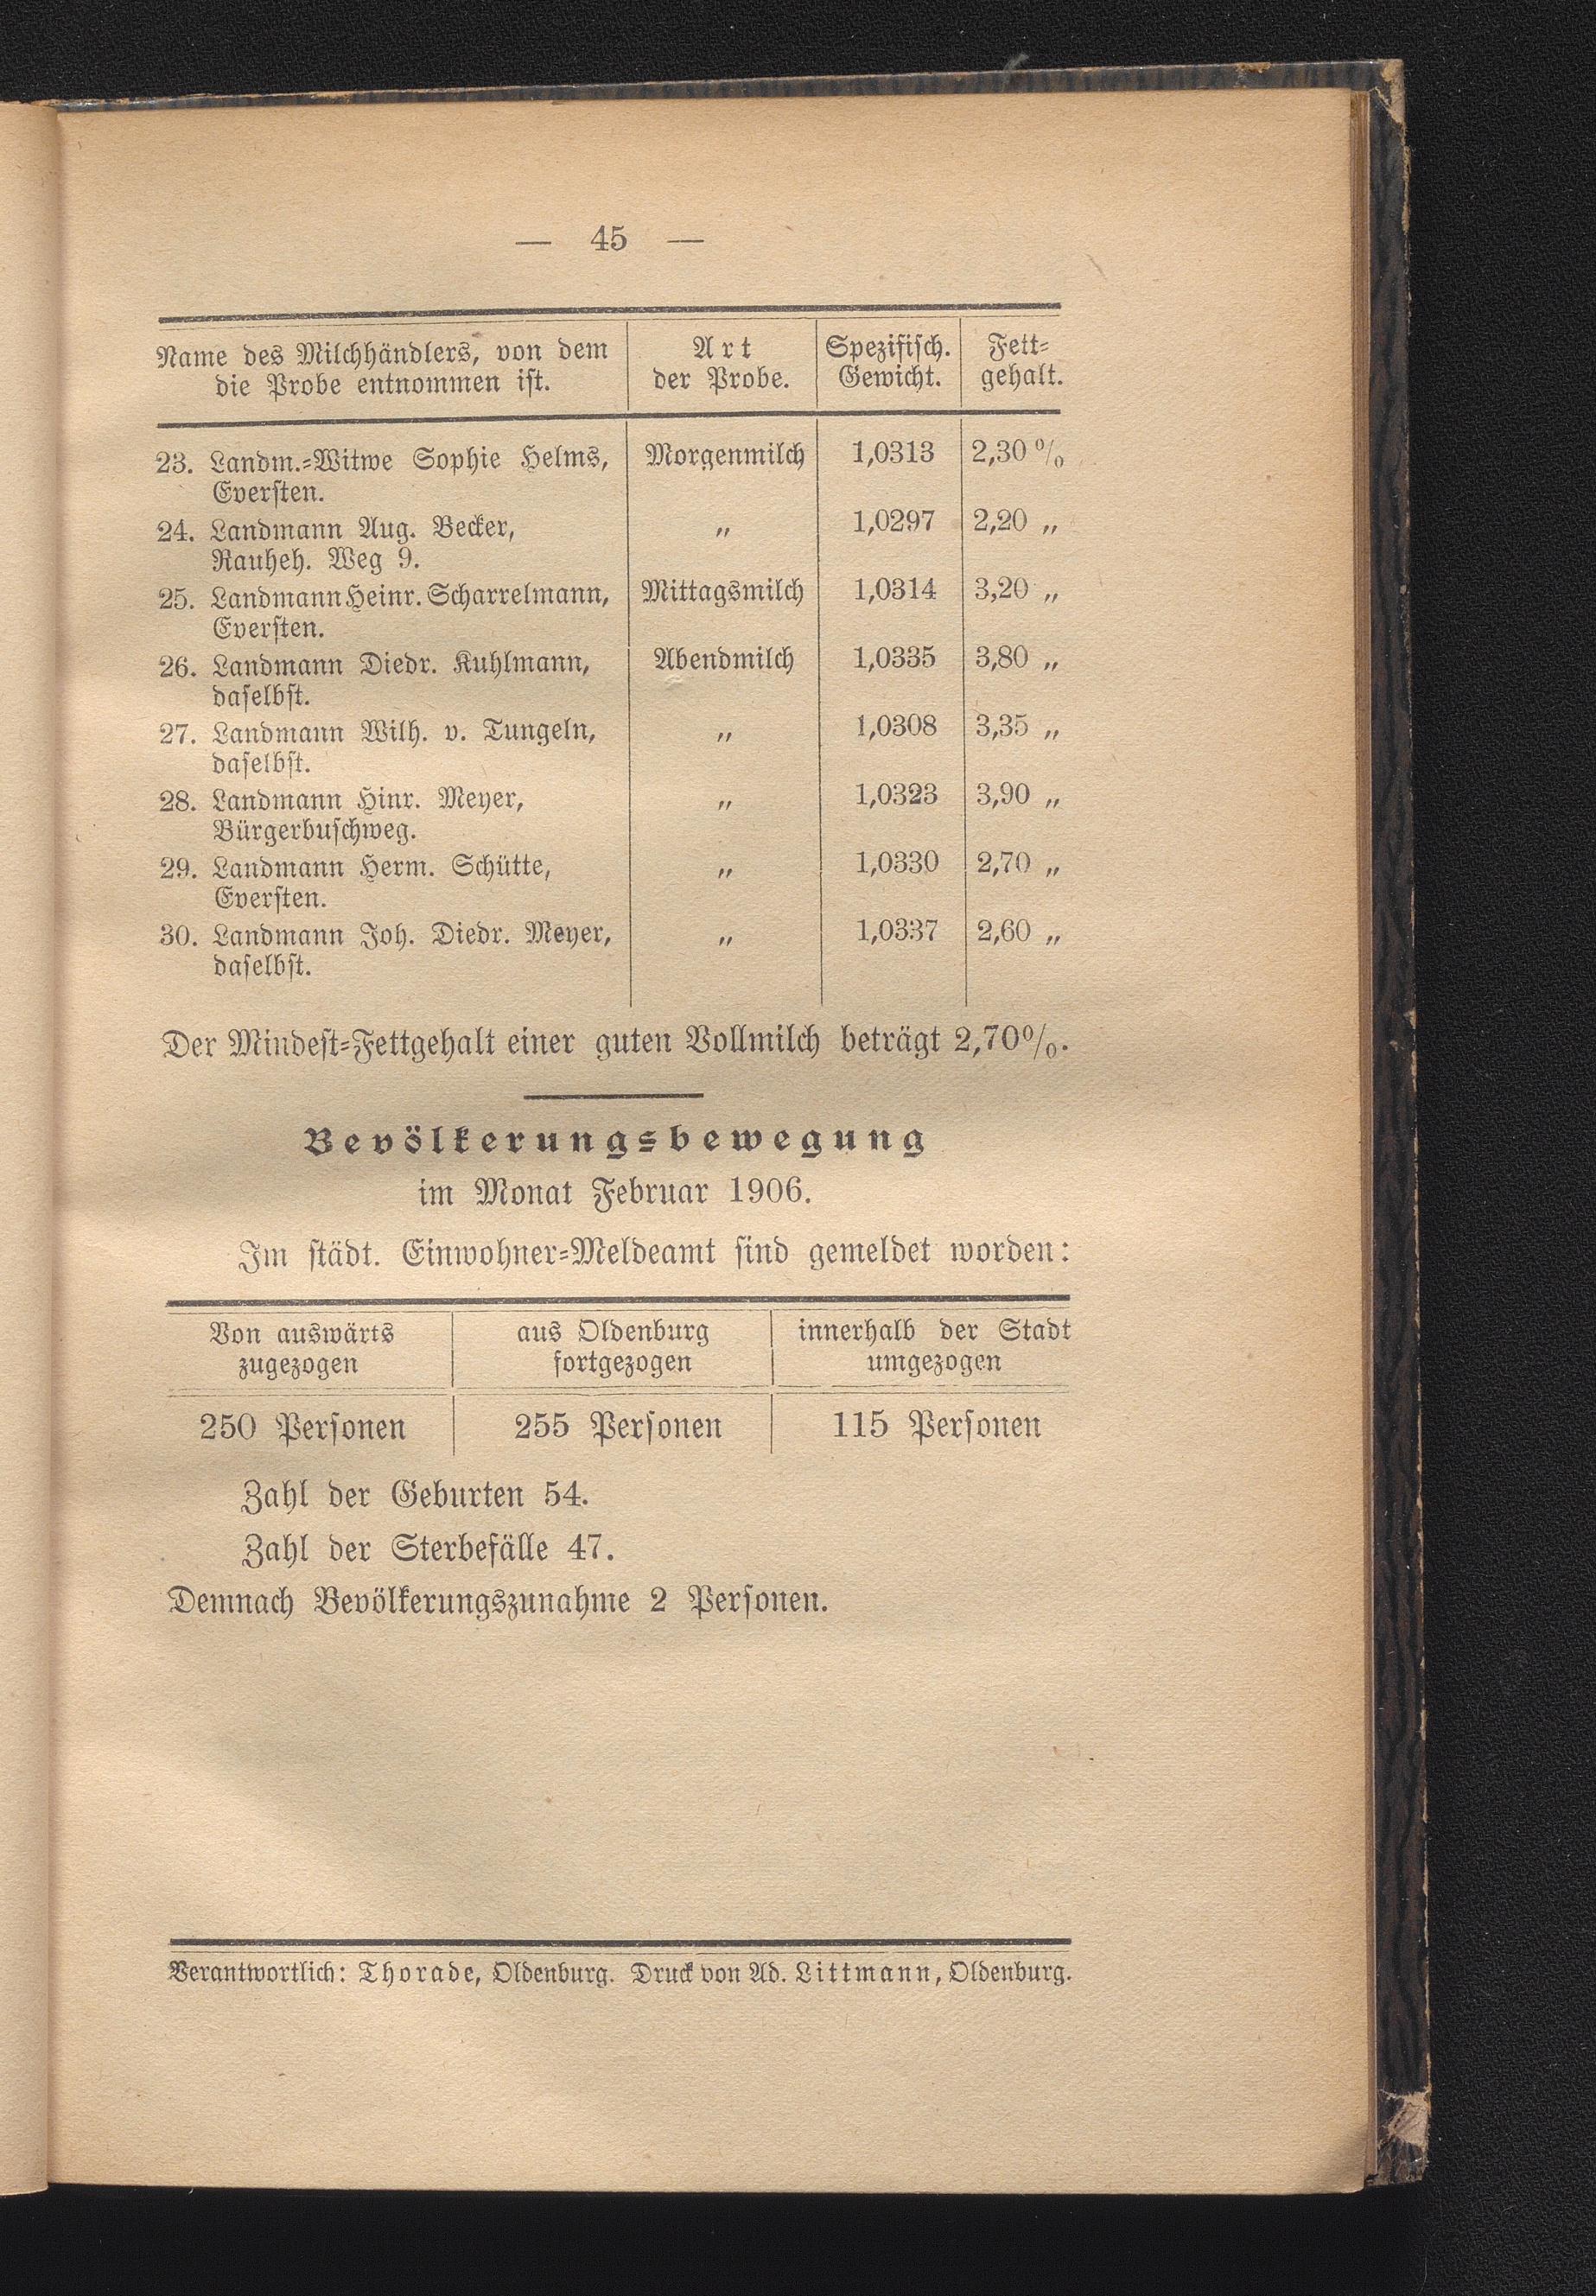 — 45 —
Name des Milchhändlers, von dem die Probe entnommen ist. | Art der Probe. | Spezifisch. Gewicht. | Fett-gehalt.
23. Landm.-Witwe Sophie Helms, Morgenmilch 1,0313 2,30 %
Eversten.
24. Landmann Aug. Becker, „ 1,0297 2,20 „
Rauheh. Weg 9.
25. Landmann Heinr. Scharrelmann, Mittagsmilch 1,0314 3,20 „
Eversten.
26. Landmann Diedr. Kuhlmann, Abendmilch 1,0335 3,80 „
daselbst.
27. Landmann Wilh. v. Tungeln, „ 1,0308 3,35 „
daselbst.
28. Landmann Hinr. Meyer, „ 1,0323 3,90 „
Bürgerbuschweg.
29. Landmann Herm. Schütte, „ 1,0330 2,70 „
Eversten.
30. Landmann Joh. Diedr. Meyer, „ 1,0337 2,60 „
daselbst.
Der Mindest-Fettgehalt einer guten Vollmilch beträgt 2,70%.
Bevölkerungs-bewegung
im Monat Februar 1906.
Im städt. Einwohner-Meldeamt sind gemeldet worden:
Von auswärts aus Oldenburg innerhalb der Stadt
zugezogen fortgezogen umgezogen
250 Personen 255 Personen 115 Personen
Zahl der Geburten 54.
Zahl der Sterbefälle 47.
Demnach Bevölkerungszunahme 2 Personen.
Verantwortlich: Thorade, Oldenburg. Druck von Ad. Littmann, Oldenburg.